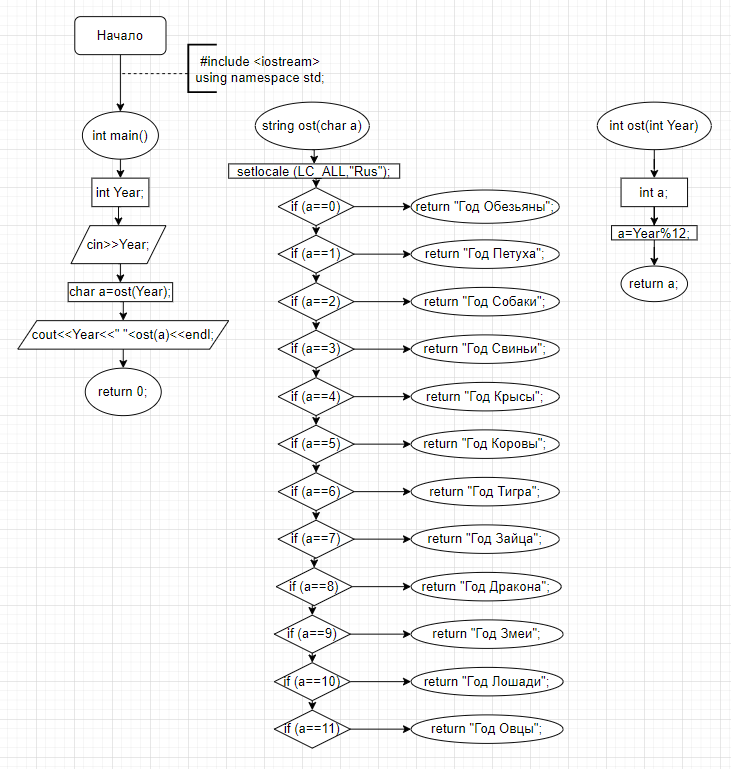 Начало
#include <iostream>
using namespace std;
int main()
int Year;
cin>>Year;
char a=ost(Year);
cout<<Year<<" "<ost(a)<<endl;
return 0;
string ost(char a)
setlocale (LC_ALL,"Rus");
if (a==0)
return "Год Обезьяны";
if (a==1)
return "Год Петуха";
if (a==2)
return "Год Собаки";
if (a==3)
return "Год Свиньи";
if (a==4)
return "Год Крысы";
if (a==5)
return "Год Коровы";
if (a==6)
return "Год Тигра";
if (a==7)
return "Год Зайца";
if (a==8)
return "Год Дракона";
if (a==9)
return "Год Змеи";
if (a==10)
return "Год Лошади";
if (a==11)
return "Год Овцы";
int ost(int Year)
int a;
a=Year%12;
return a;